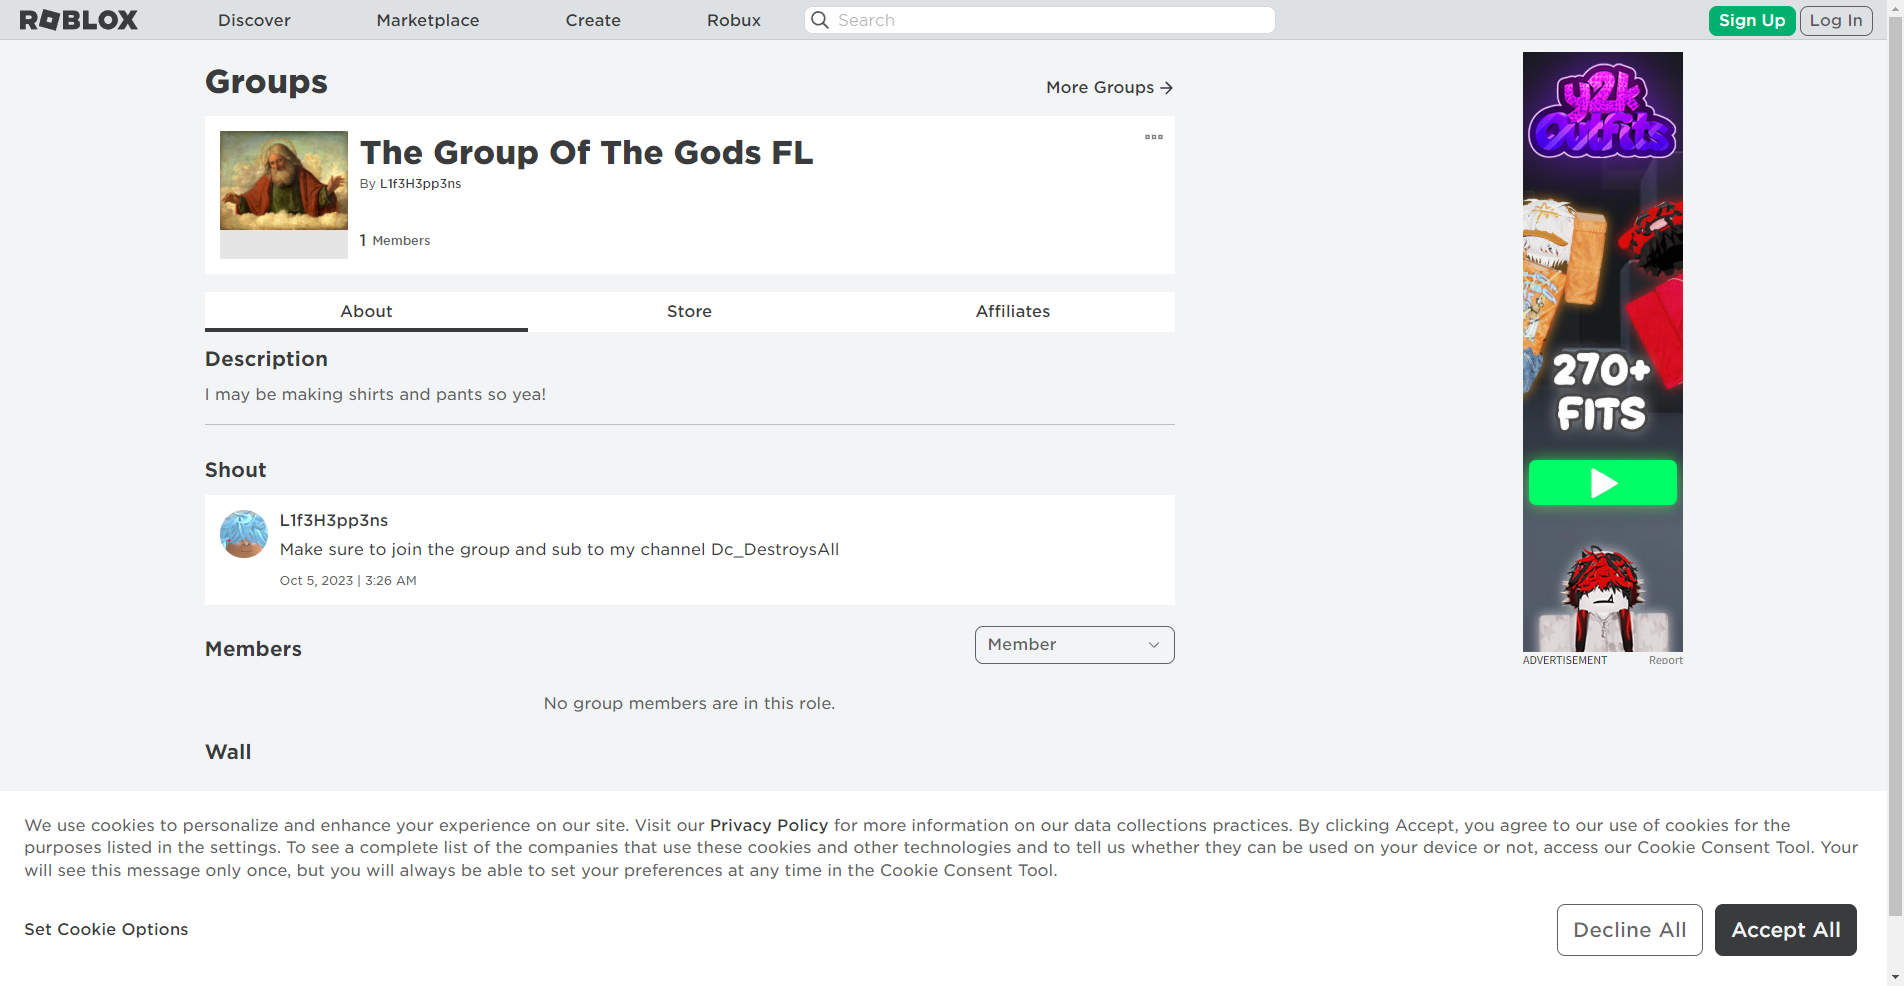 ROBLOX
Discover
Marketplace
Create
Robux
Search
Sign Up
Log In
Groups
More Groups →
The Group Of The Gods FL
By L1f3H3pp3ns
1 Members
About
Store
Affiliates
Description
I may be making shirts and pants so yea!
Shout
L1f3H3pp3ns
Make sure to join the group and sub to my channel Dc_DestroysAll
Oct 5, 2023 | 3:26 AM
Members
Member
No group members are in this role.
Wall
y2k
Outfits
270+
FITS
ADVERTISEMENT
Report
We use cookies to personalize and enhance your experience on our site. Visit our Privacy Policy for more information on our data collections practices. By clicking Accept, you agree to our use of cookies for the
purposes listed in the settings. To see a complete list of the companies that use these cookies and other technologies and to tell us whether they can be used on your device or not, access our Cookie Consent Tool. Your
will see this message only once, but you will always be able to set your preferences at any time in the Cookie Consent Tool.
Set Cookie Options
Decline All
Accept All